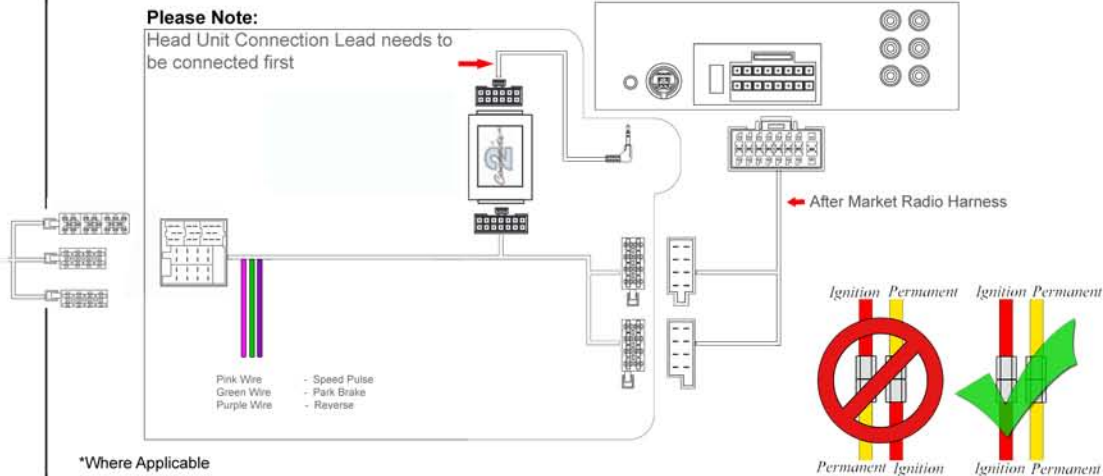 Please Note:
Head Unit Connection Lead needs to
be connected first
After Market Radio Harness
Pink Wire - Speed Pulse
Green Wire - Park Brake
Purple Wire - Reverse
Ignition Permanent
Ignition Permanent
Permanent Ignition
Ignition Permanent
*Where Applicable